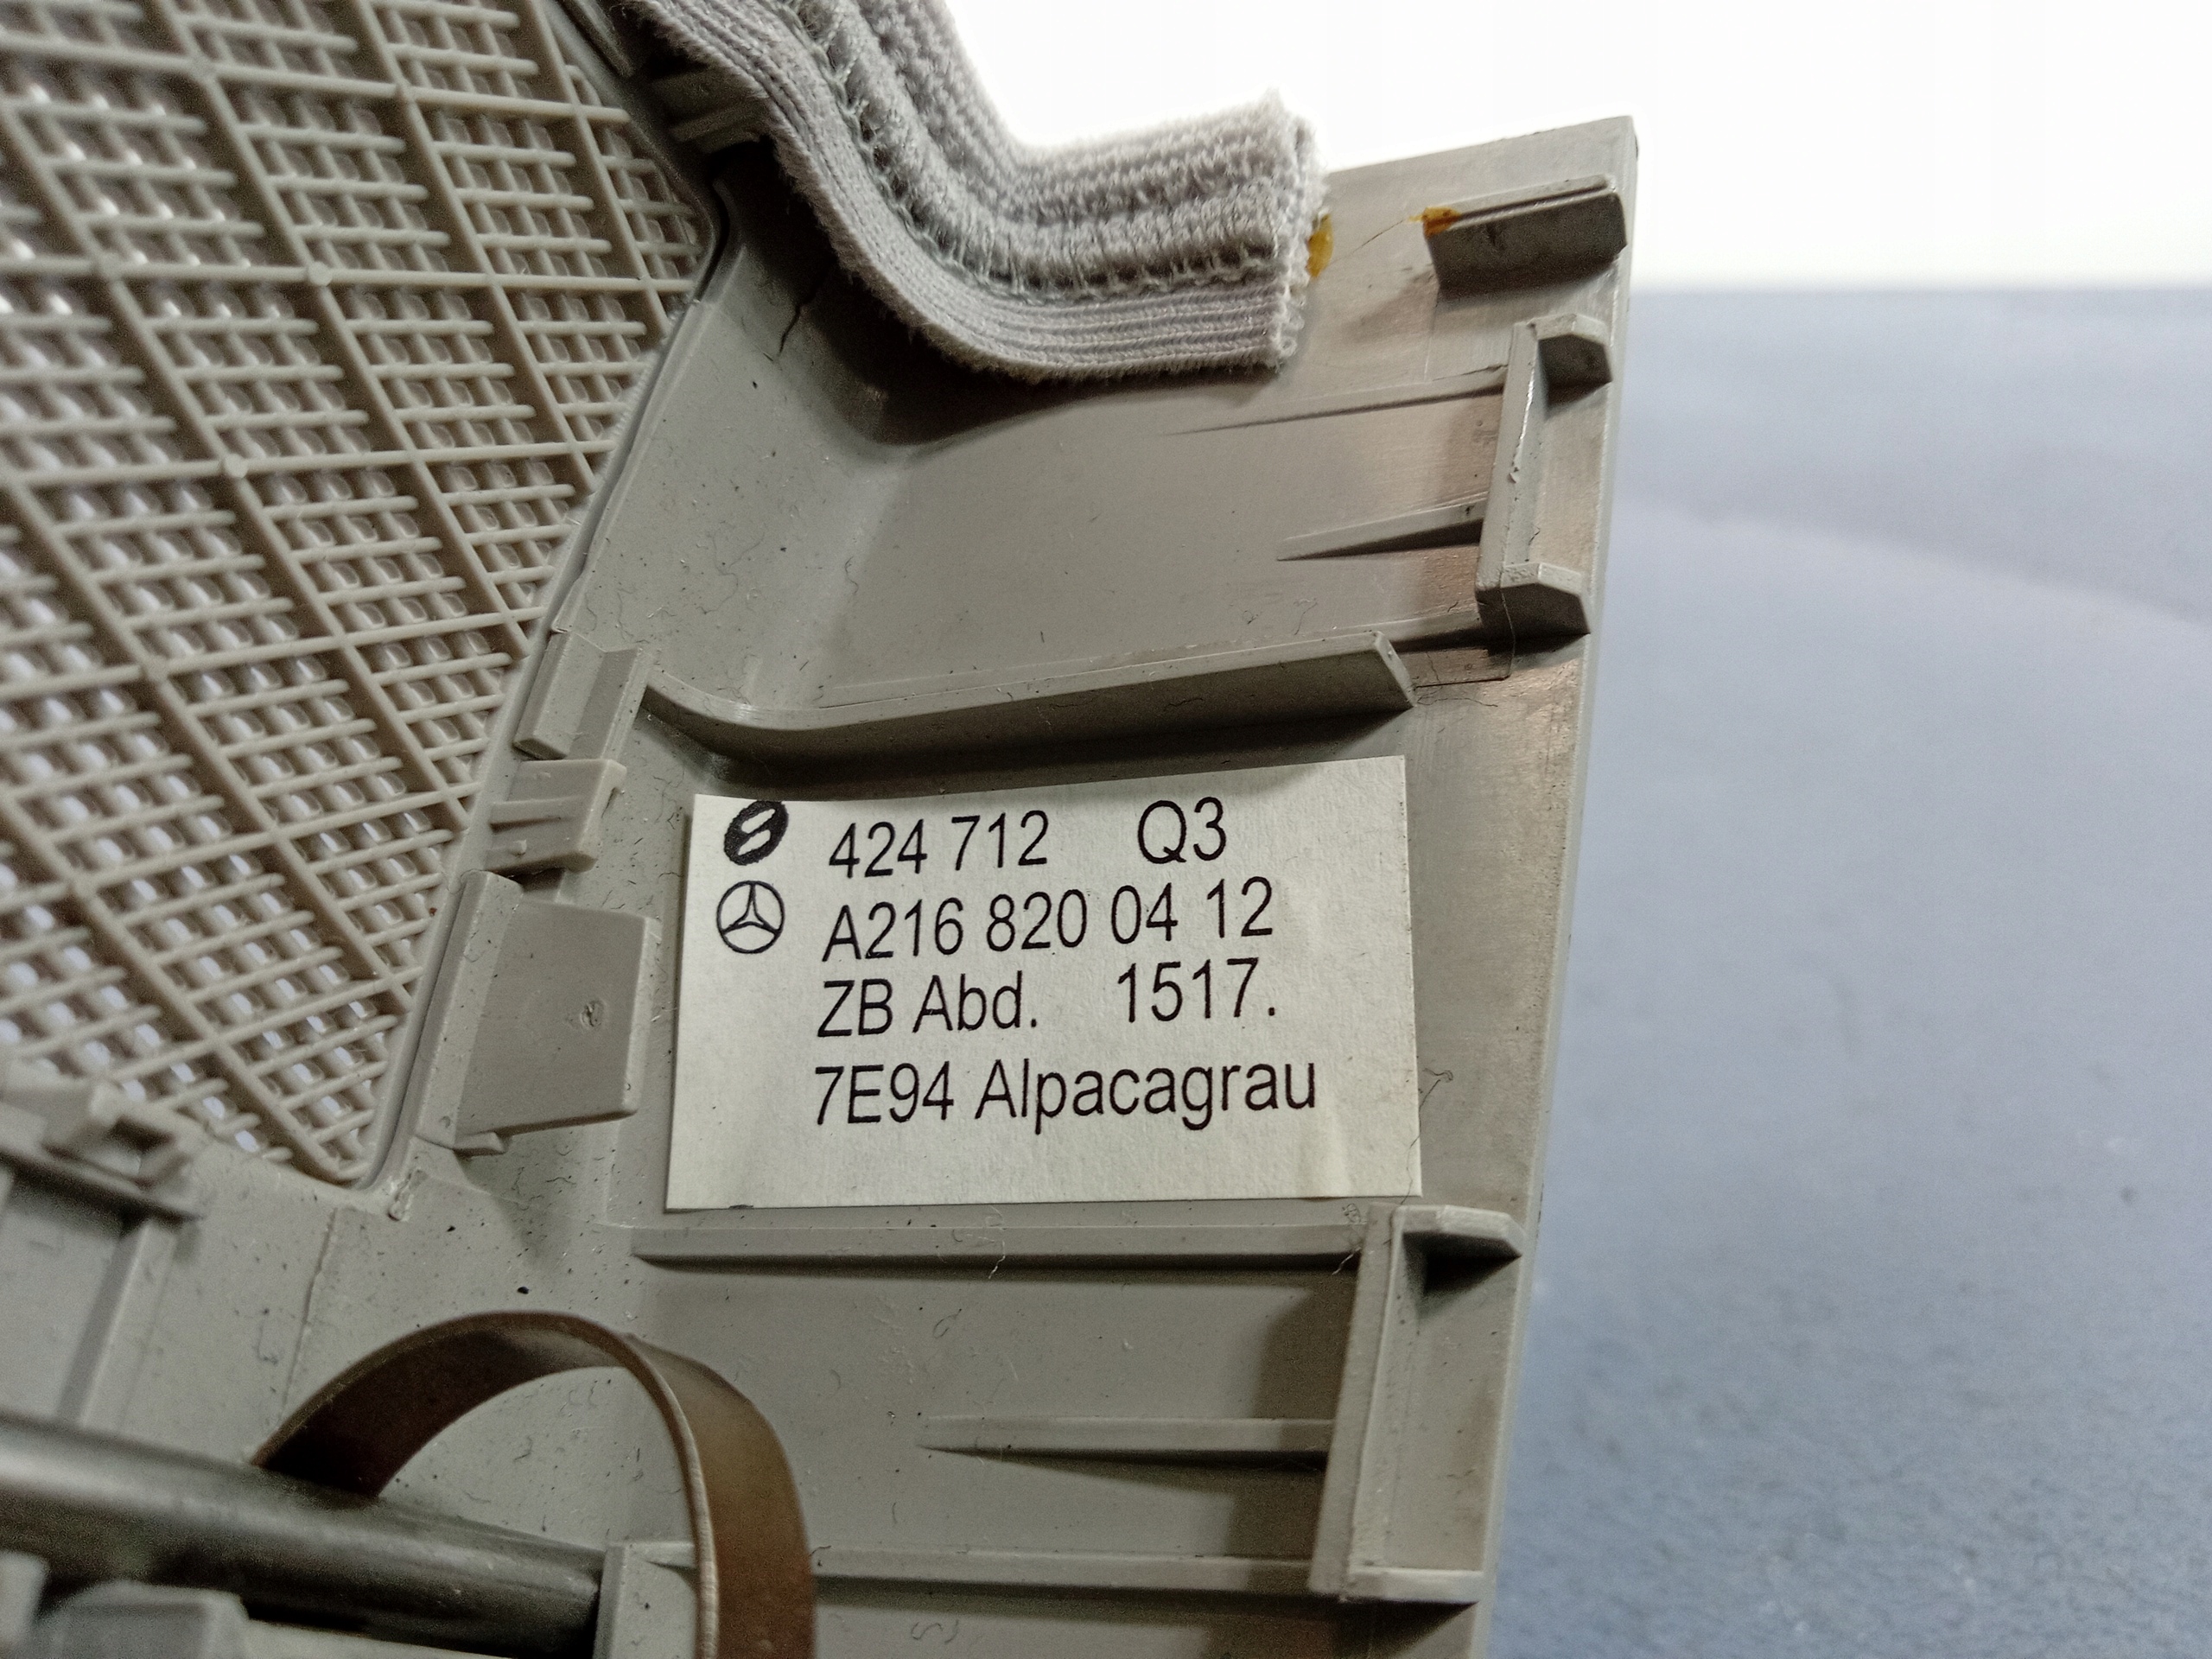 424 712 Q3
A216 820 04 12
ZB Abd. 1517.
7E94 Alpacagrau